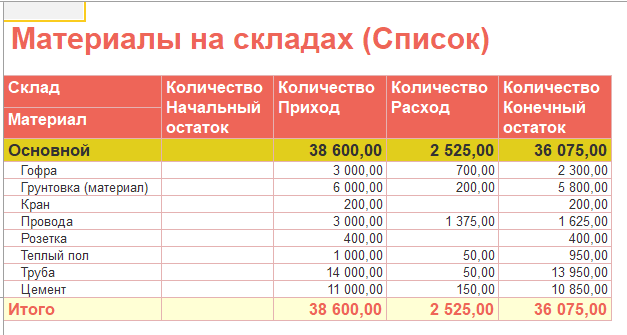 Материалы на складах (Список)
Склад Количество Количество Количество Количество
Начальный Приход Расход Конечный
Материал остаток остаток
Основной 38 600,00 2 525,00 36 075,00
Гофра 3 000,00 700,00 2 300,00
Грунтовка (материал) 6 000,00 200,00 5 800,00
Кран 200,00 200,00
Провода 3 000,00 1 375,00 1 625,00
Розетка 400,00 400,00
Теплый пол 1 000,00 50,00 950,00
Труба 14 000,00 50,00 13 950,00
Цемент 11 000,00 150,00 10 850,00
Итого 38 600,00 2 525,00 36 075,00